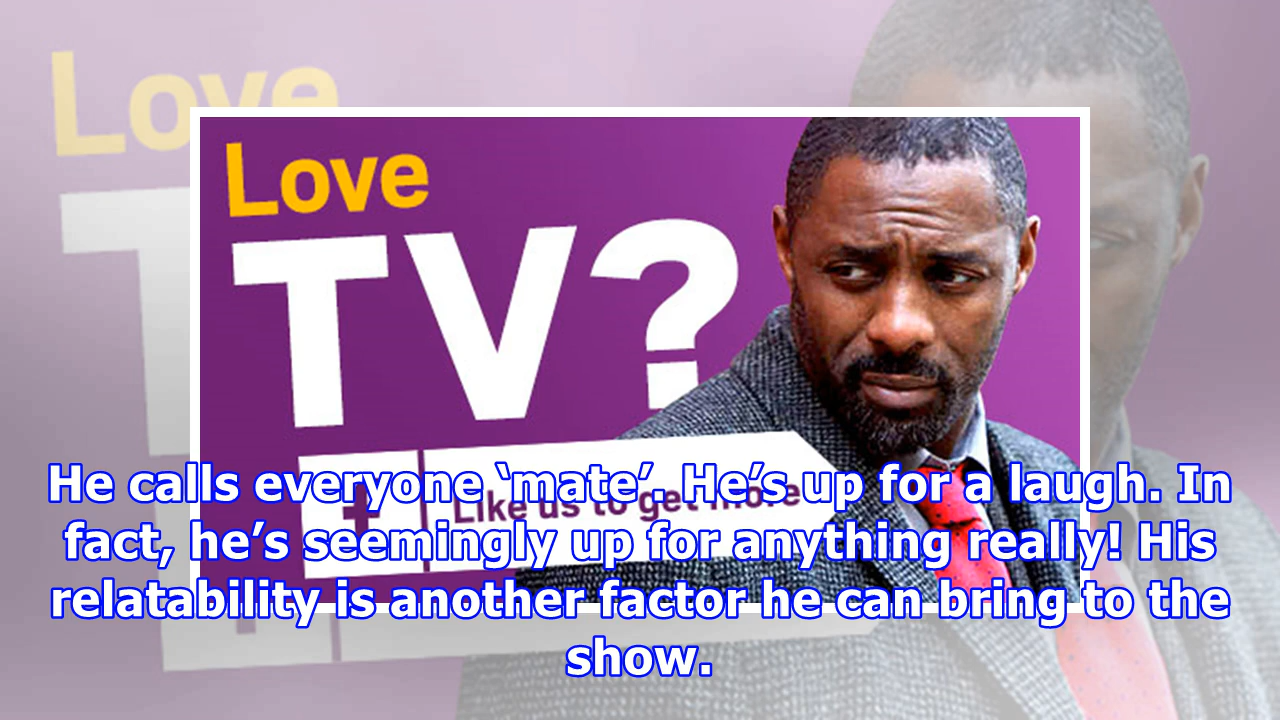 Love
TV?
Like us to get more
He calls everyone ‘mate’. He’s up for a laugh. In
fact, he’s seemingly up for anything really! His
relatability is another factor he can bring to the
show.